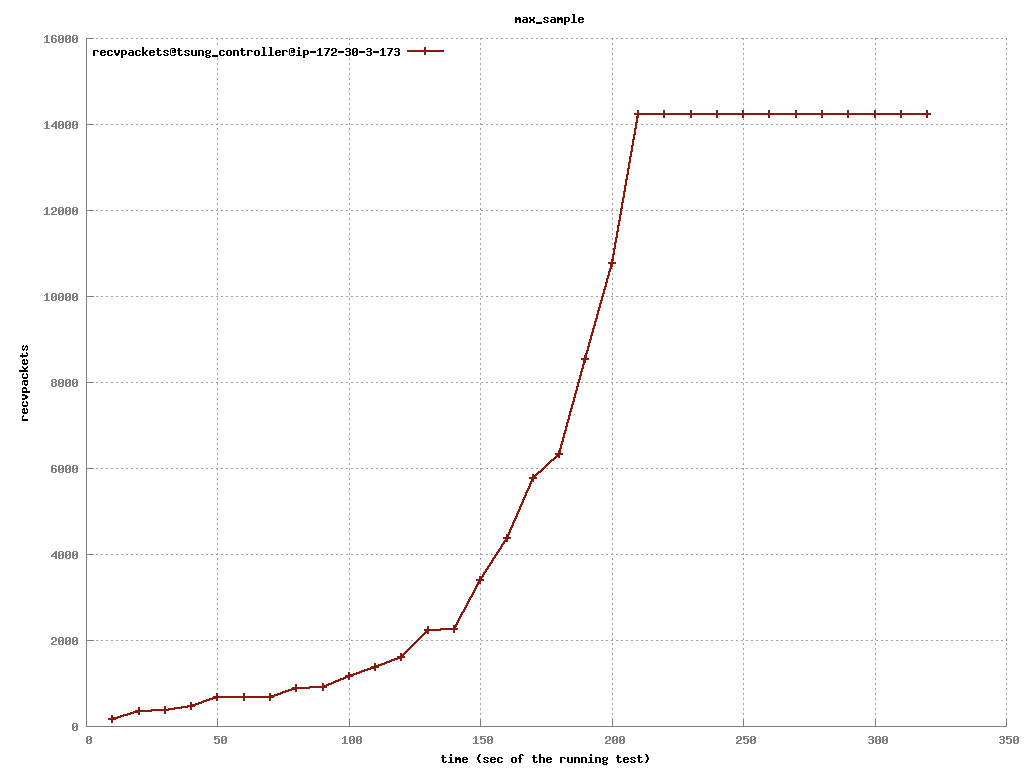 max_sample
16000
recvpackets@tsung_controller@ip-172-30-3-173
14000
12000
10000
8000
6000
4000
2000
0
recvpackets
0 50 100 150 200 250 300 350
time (sec of the running test)